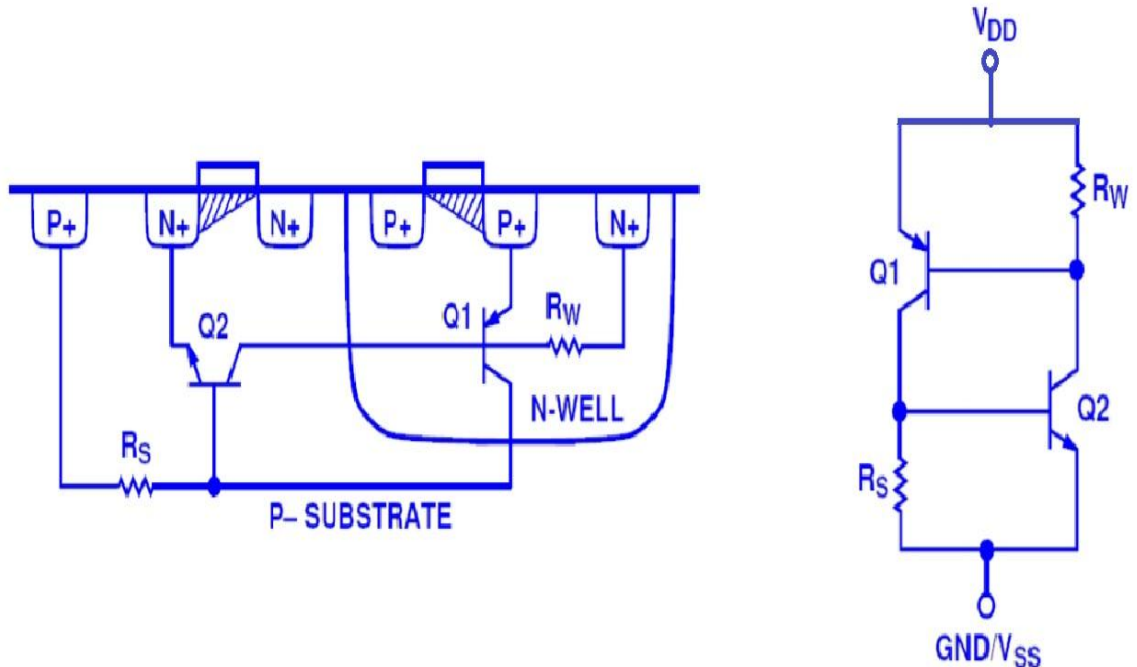 P+ N+ N+ P+ P+ N+
Q2
Q1
RW
N-WELL
RS
P– SUBSTRATE
VDD
RW
Q1
Q2
RS
GND/VSS